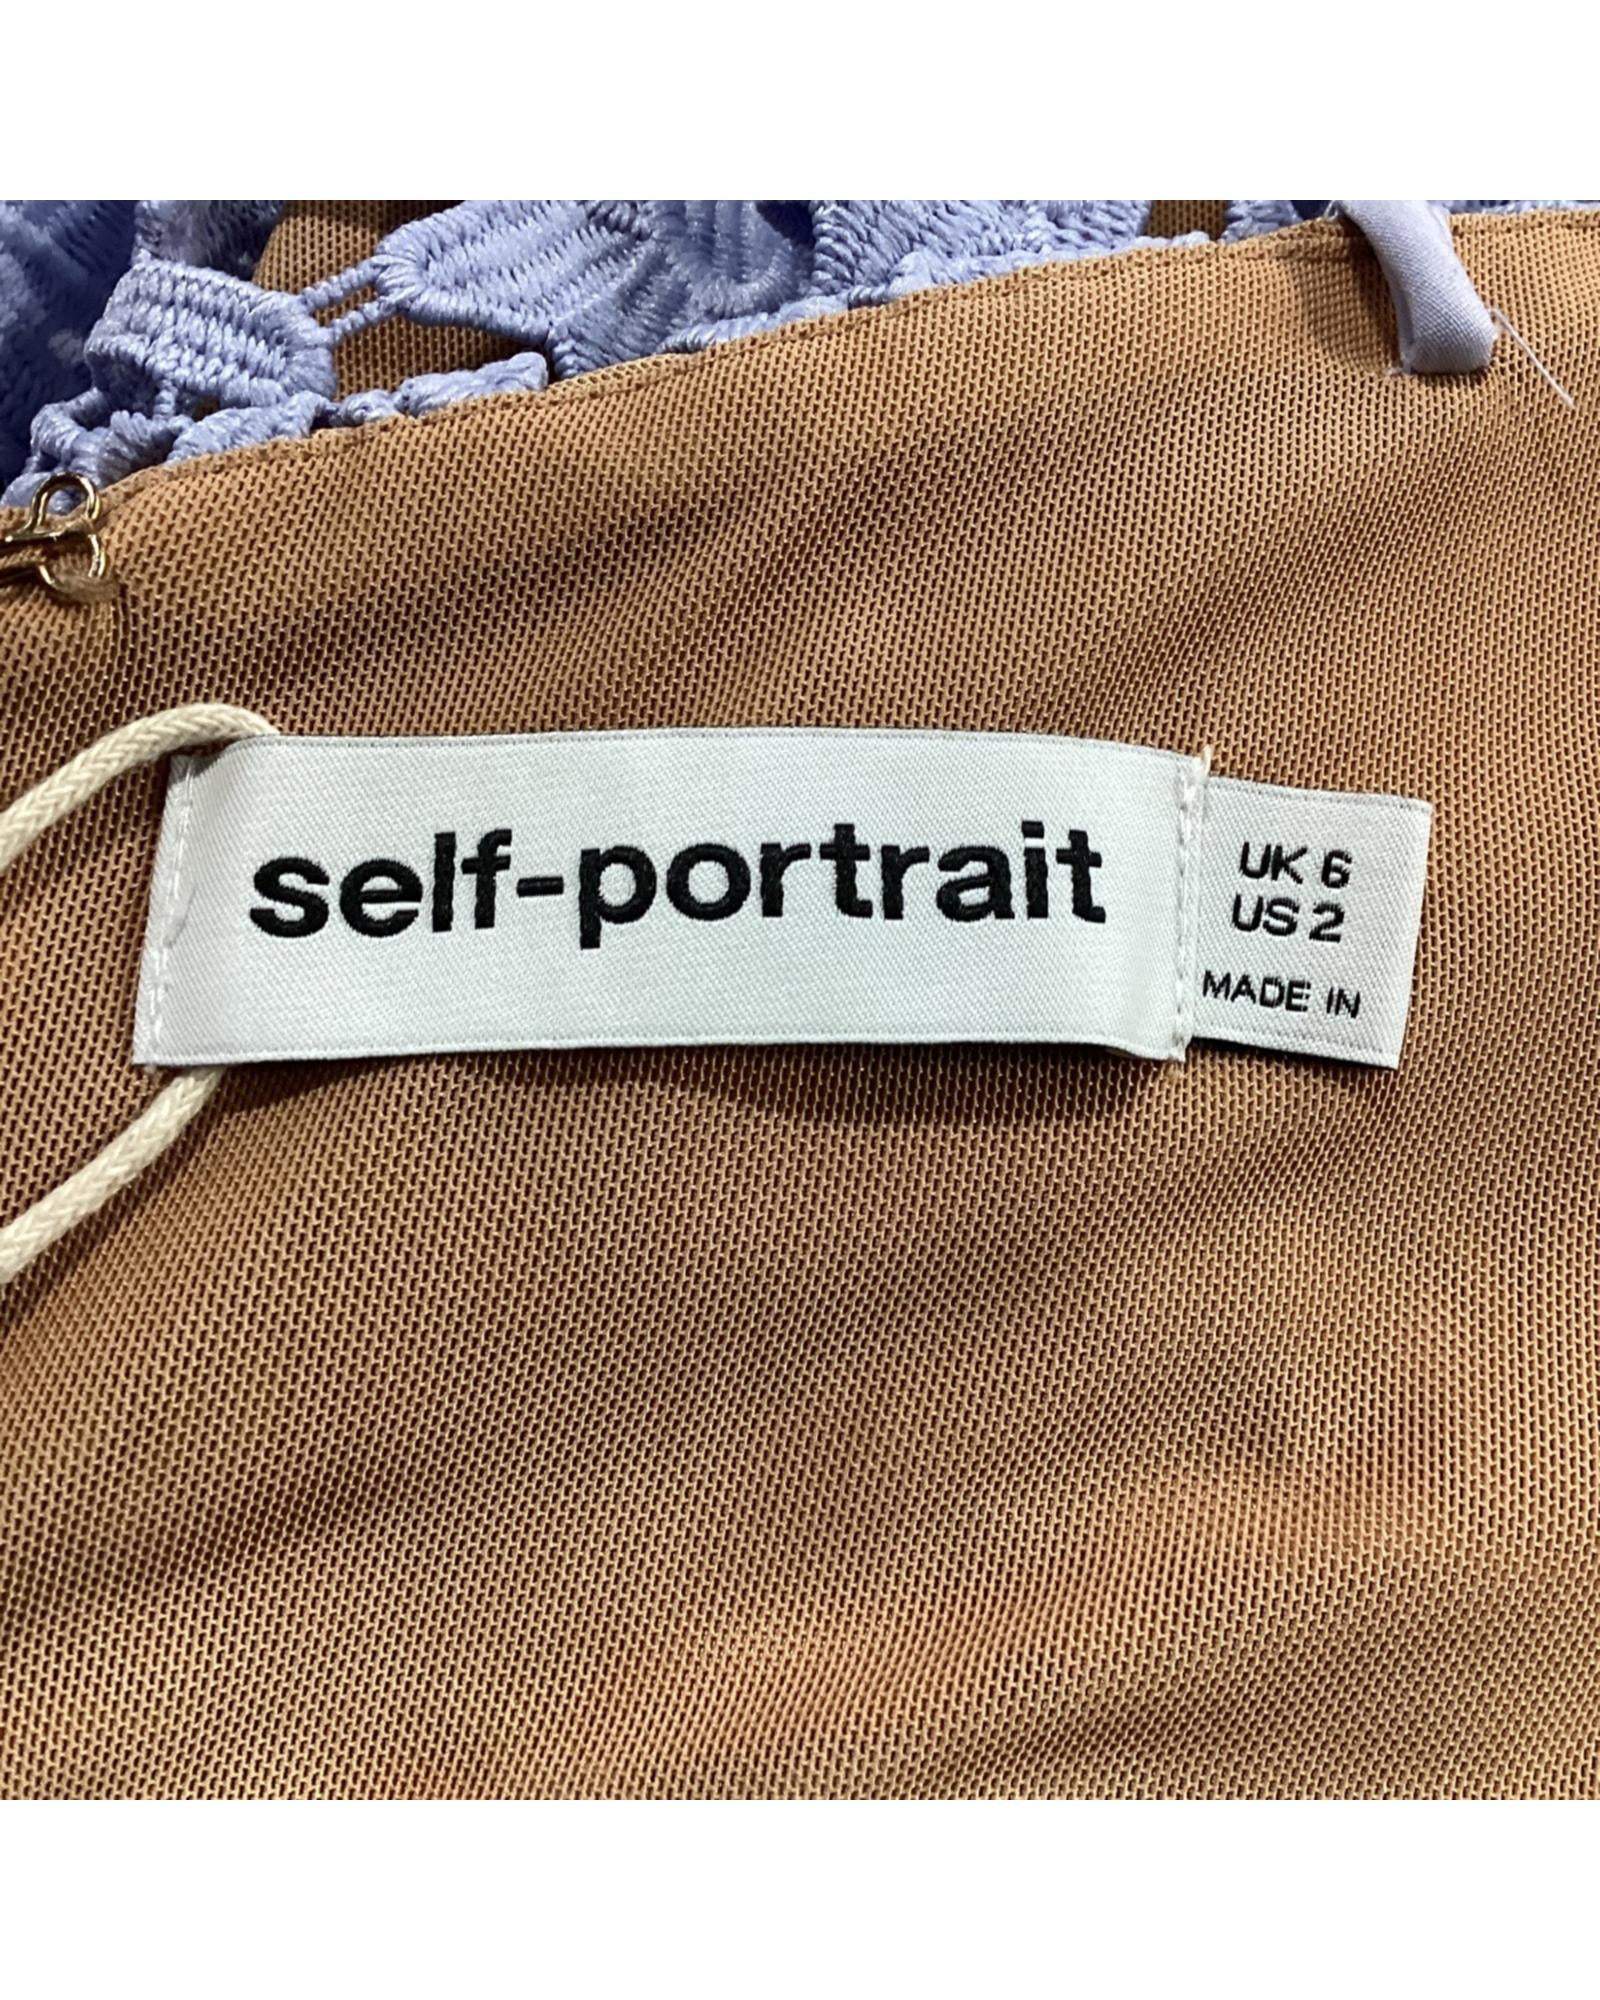 self-portrait
UK 6
US 2
MADE IN